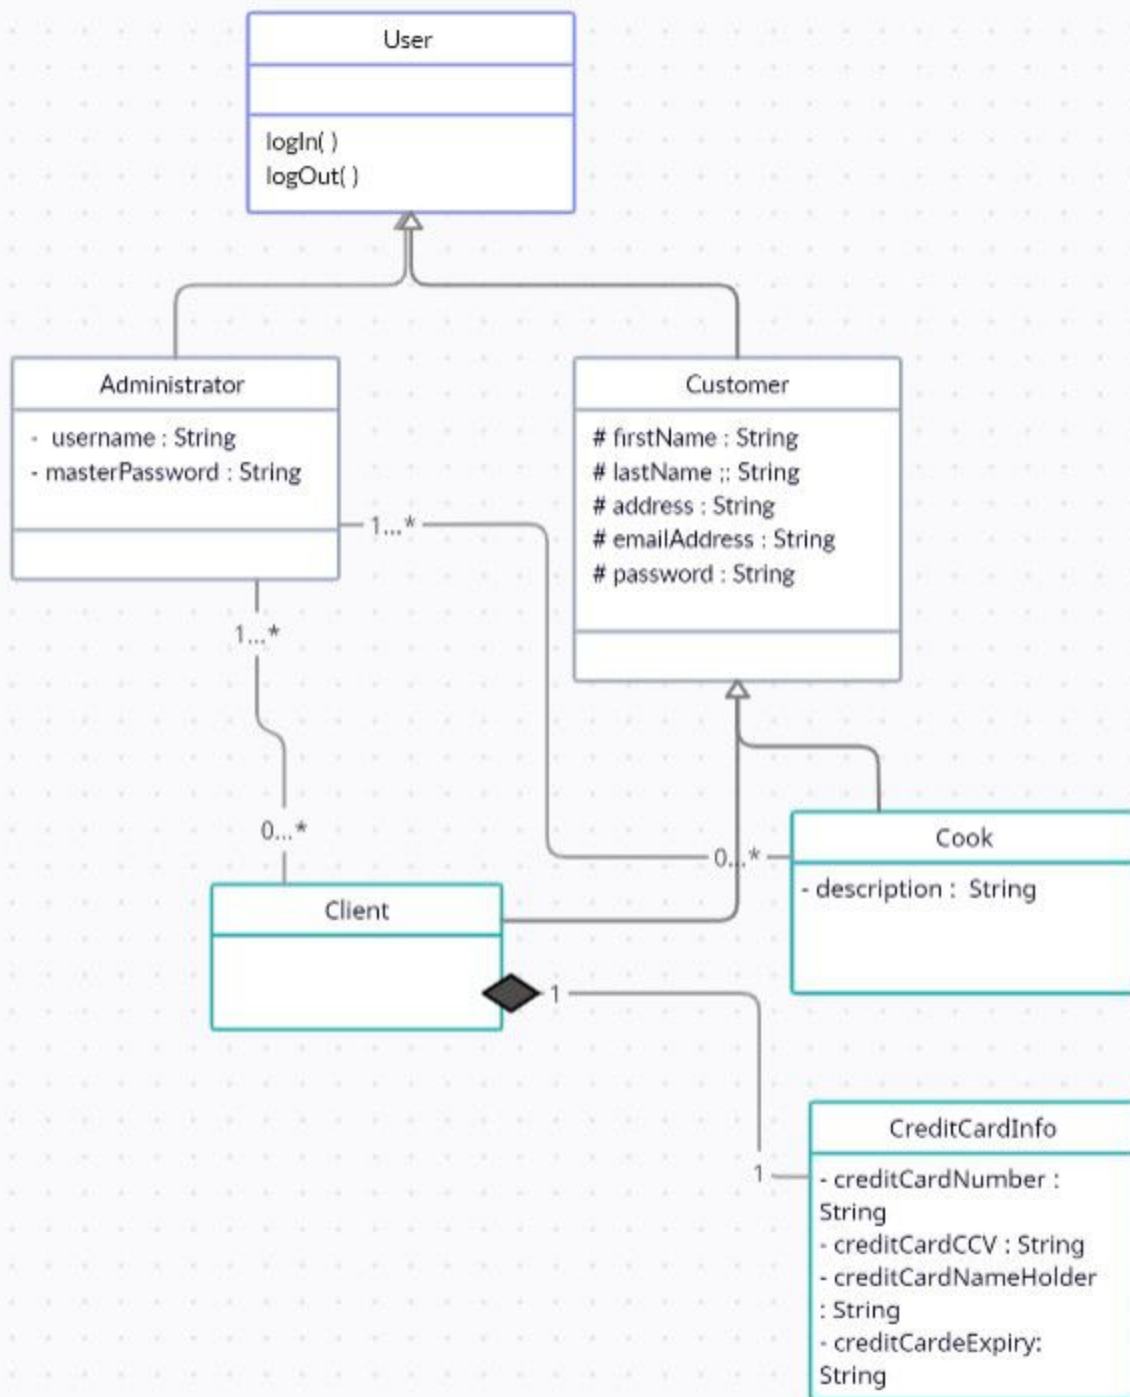 User
logIn( )
logOut( )
Administrator
- username : String
- masterPassword : String
Customer
# firstName : String
# lastName ;: String
# address : String
# emailAddress : String
# password : String
1...*
1...*
0...*
0...*
Cook
- description : String
Client
1
1
CreditCardInfo
- creditCardNumber :
String
- creditCardCCV : String
- creditCardNameHolder
: String
- creditCardeExpiry:
String